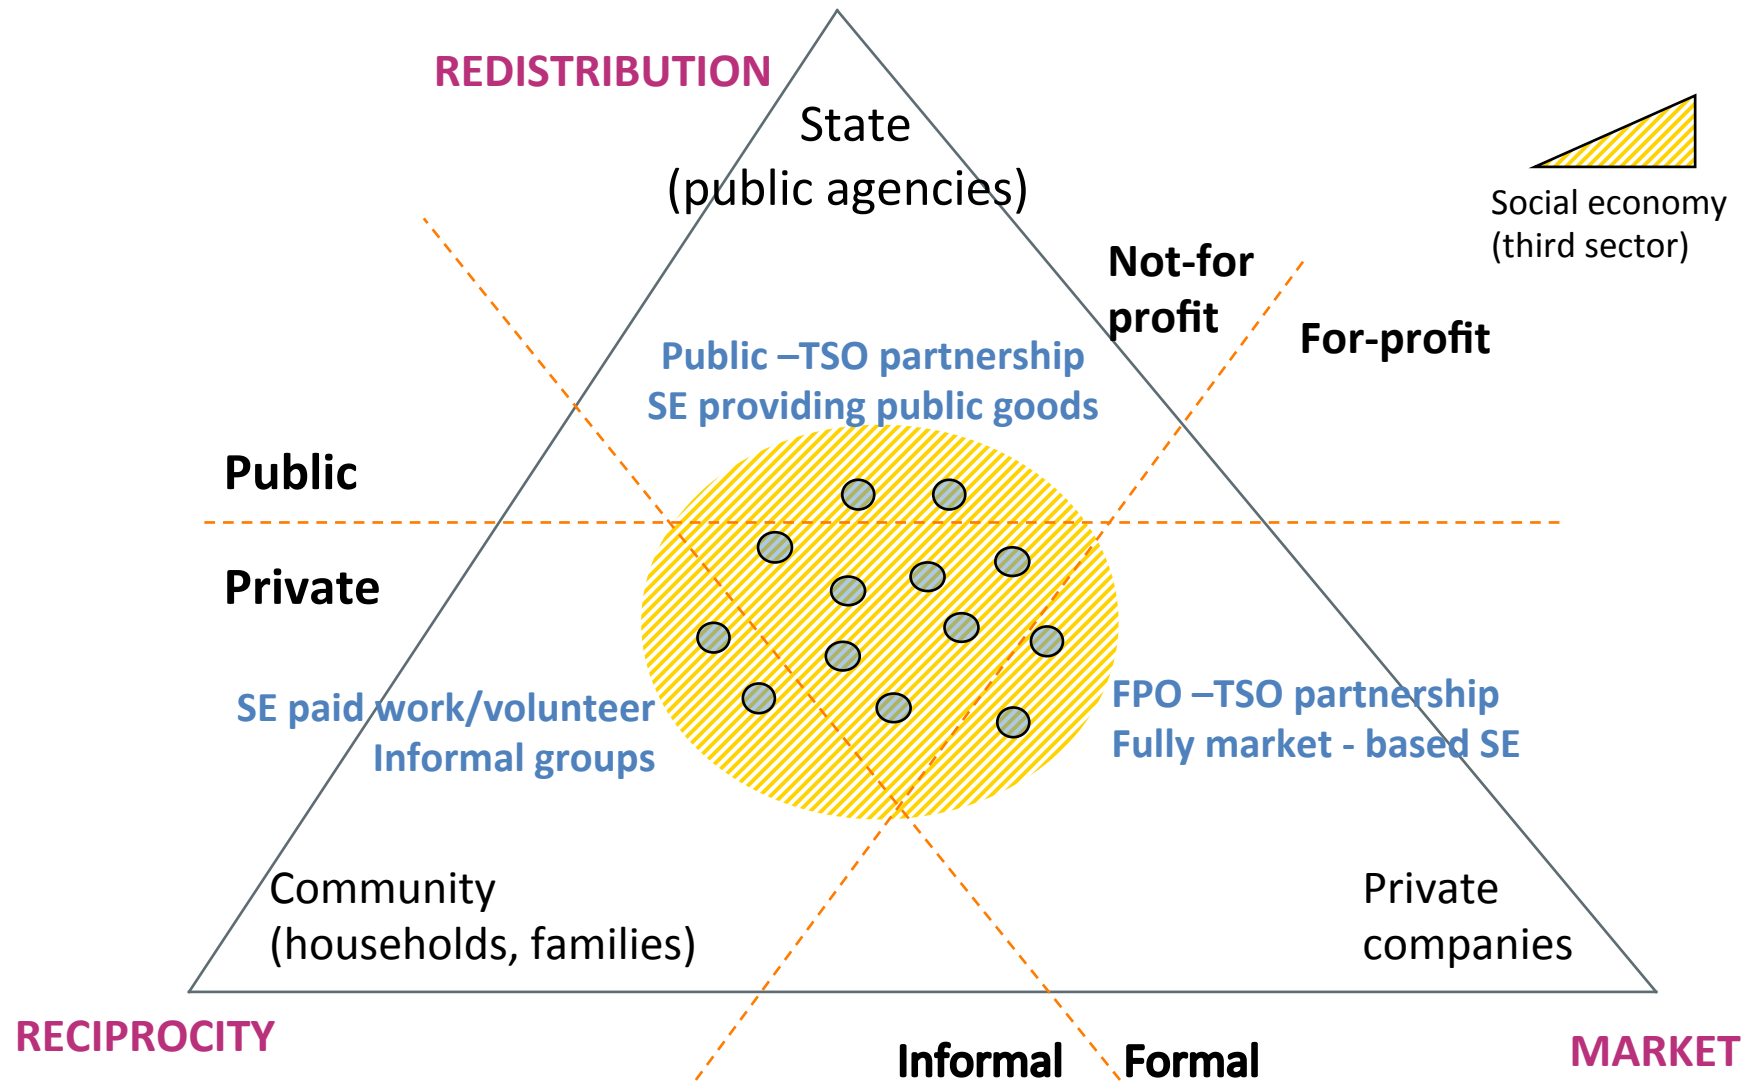 REDISTRIBUTION
State
(public agencies)
Social economy
(third sector)
Not-for
profit
For-profit
Public –TSO partnership
SE providing public goods
Public
Private
SE paid work/volunteer
Informal groups
FPO –TSO partnership
Fully market - based SE
Community
(households, families)
Private
companies
RECIPROCITY
Informal
Formal
MARKET